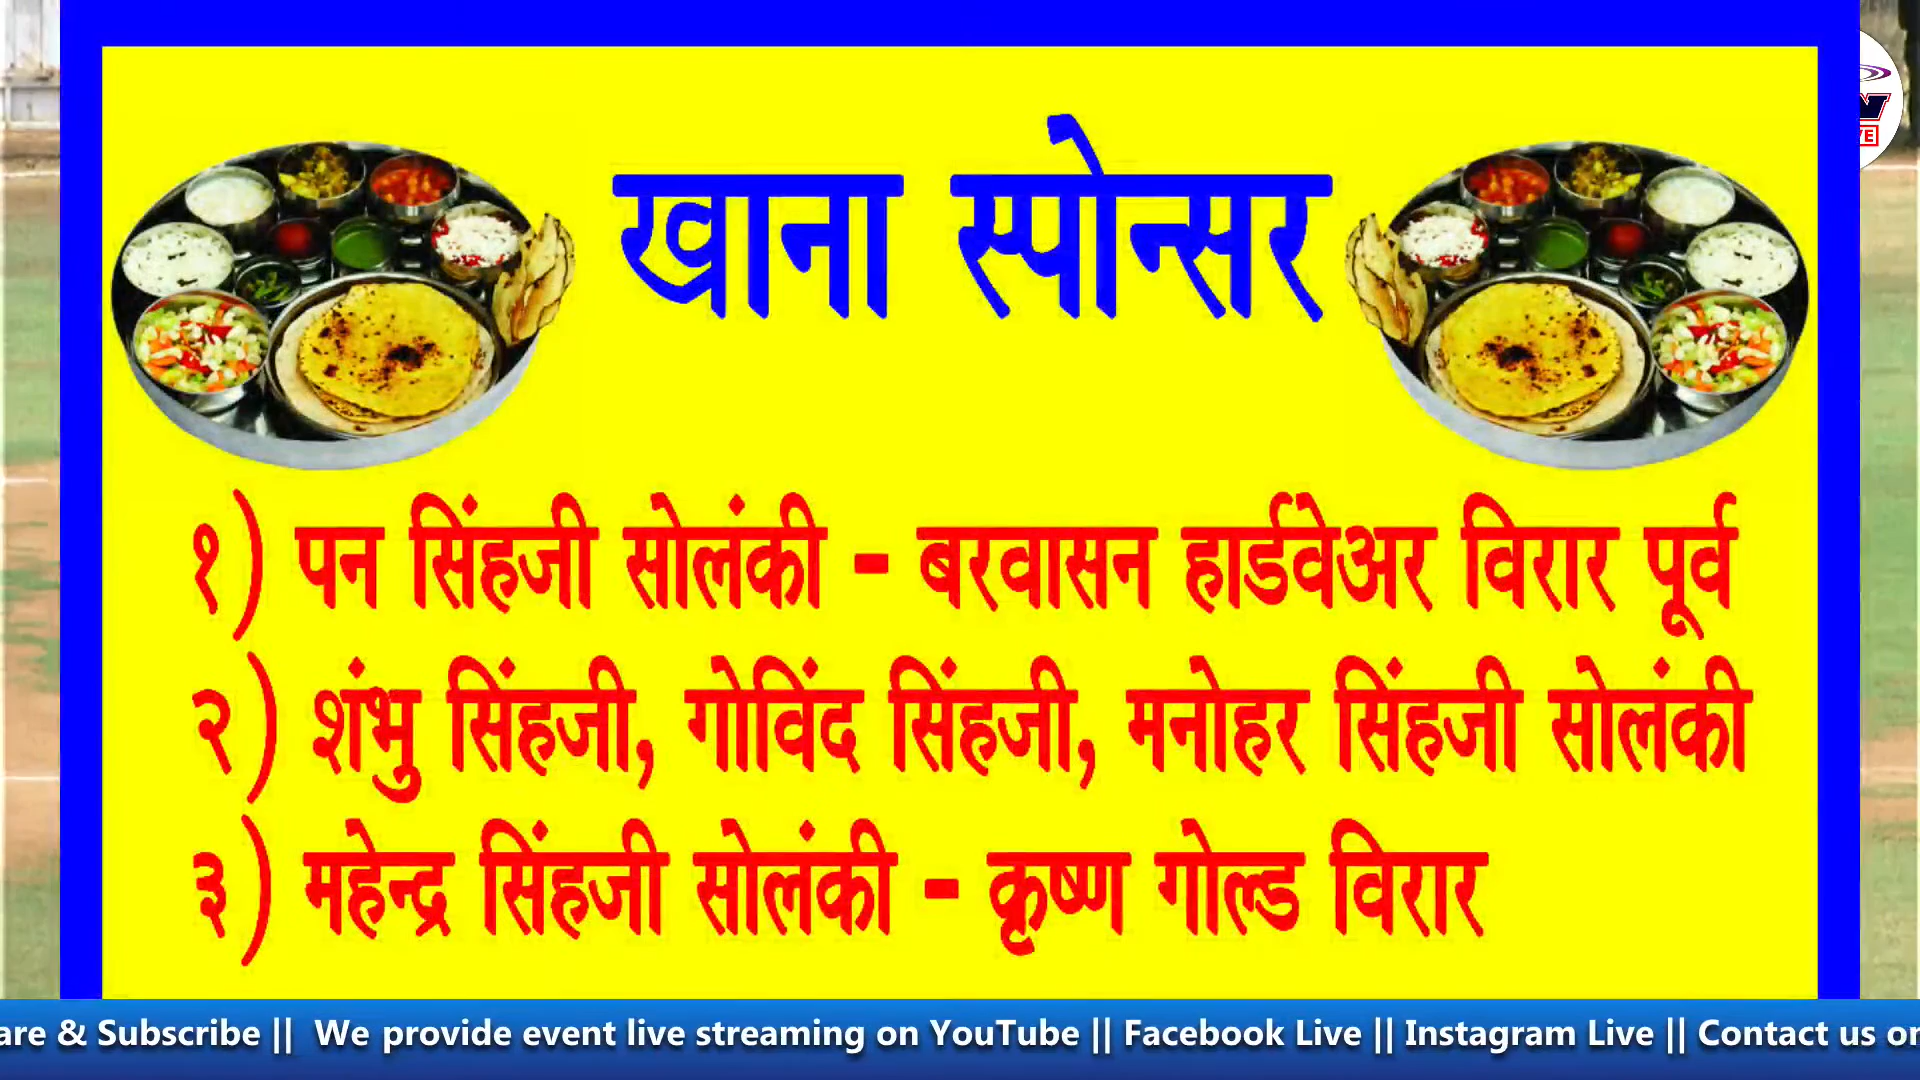 खाना स्पोन्सर
१) पन सिंहजी सोलंकी - बरवासन हार्डवेअर विरार पूर्व
२) शंभु सिंहजी, गोविंद सिंहजी, मनोहर सिंहजी सोलंकी
३) महेन्द्र सिंहजी सोलंकी - कृष्ण गोल्ड विरार
are & Subscribe || We provide event live streaming on YouTube || Facebook Live || Instagram Live || Contact us on